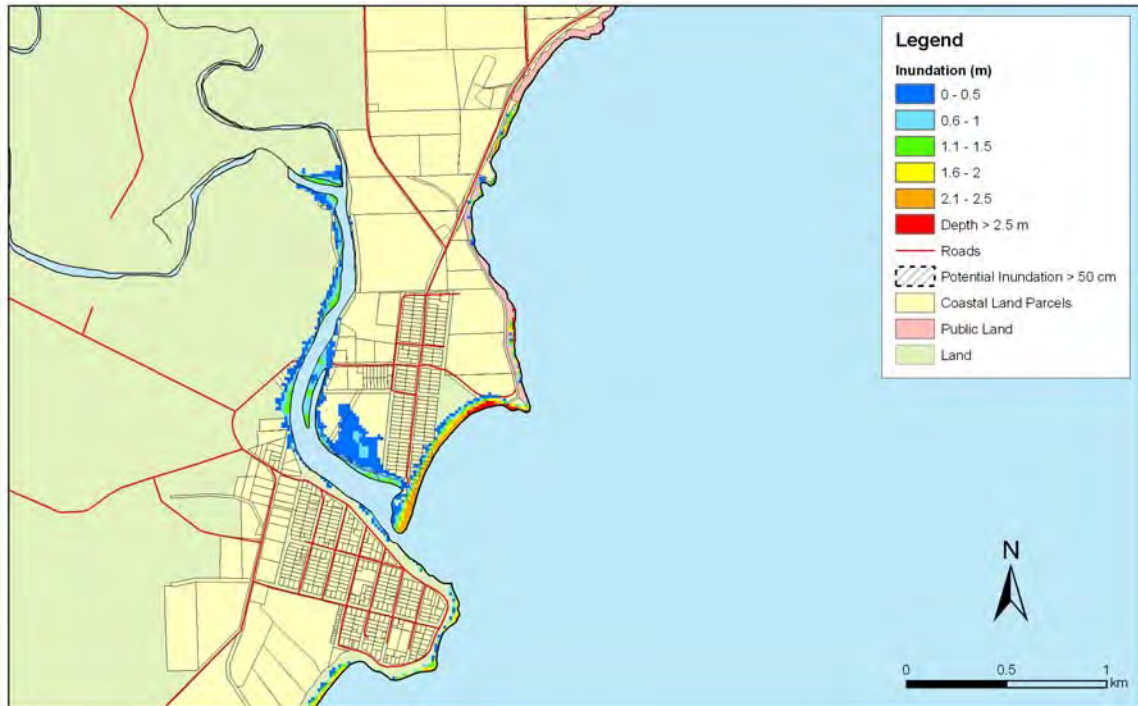 Legend
Inundation (m)
0 - 0.5
0.6 - 1
1.1 - 1.5
1.6 - 2
2.1 - 2.5
Depth > 2.5 m
Roads
Potential Inundation > 50 cm
Coastal Land Parcels
Public Land
Land
N
0 0.5 1
km